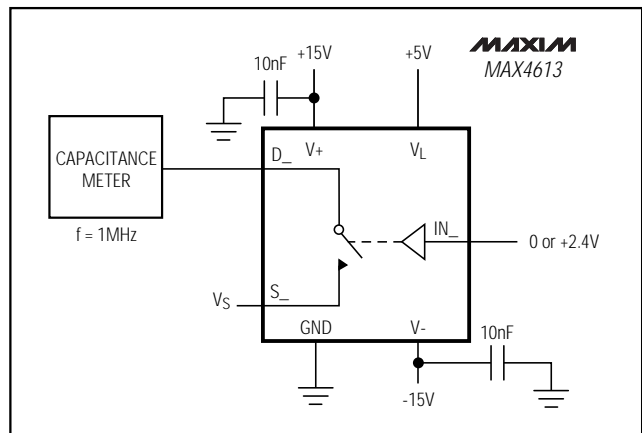 +15V
+5V
MAXIM
MAX4613
10nF
CAPACITANCE
METER
f = 1MHz
D_
V+
VL
IN_
0 or +2.4V
VS
S_
GND
V-
10nF
-15V